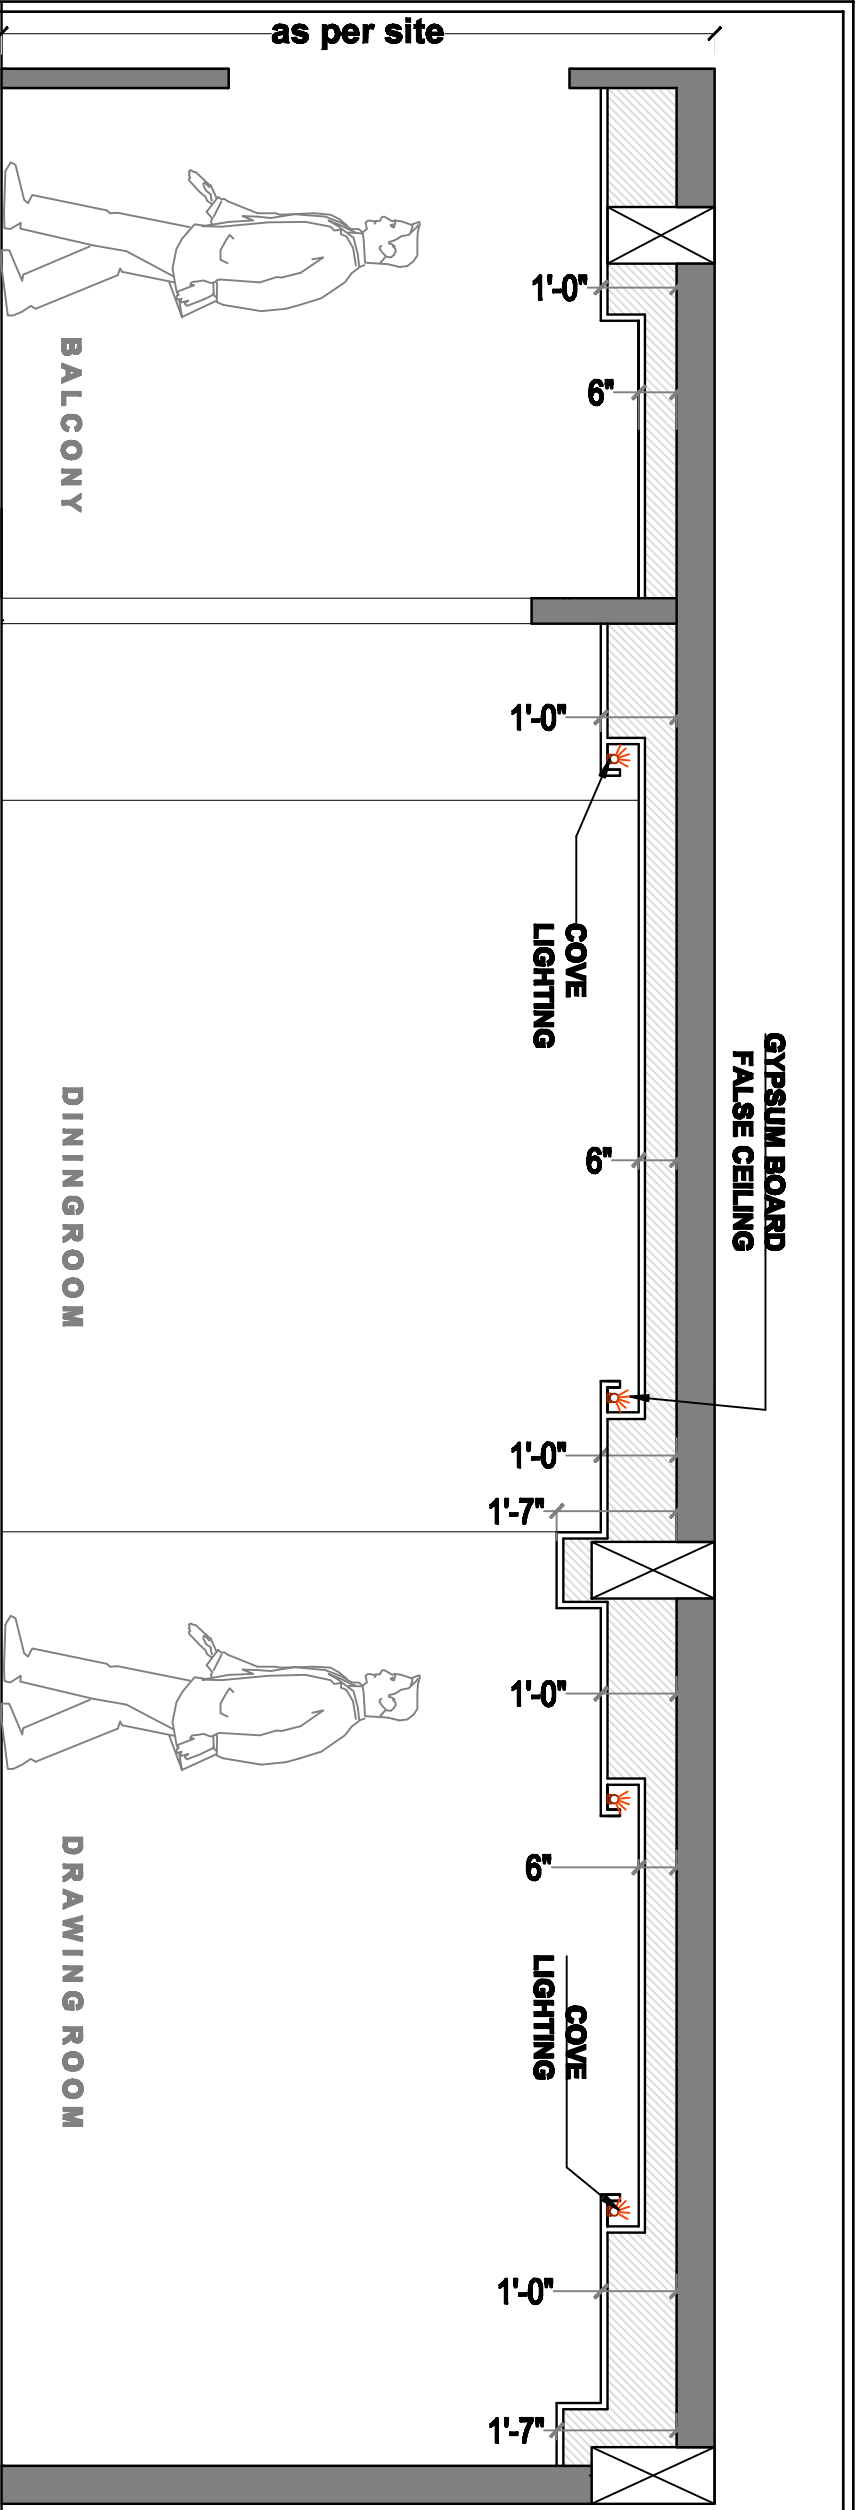 as per site
1'-0"
6"
BALCONY
1'-0"
COVE
LIGHTING
GYPSUM BOARD
FALSE CEILING
6"
DININGROOM
1'-0"
1'-7"
1'-0"
6"
DRAWING ROOM
COVE
LIGHTING
1'-0"
1'-7"